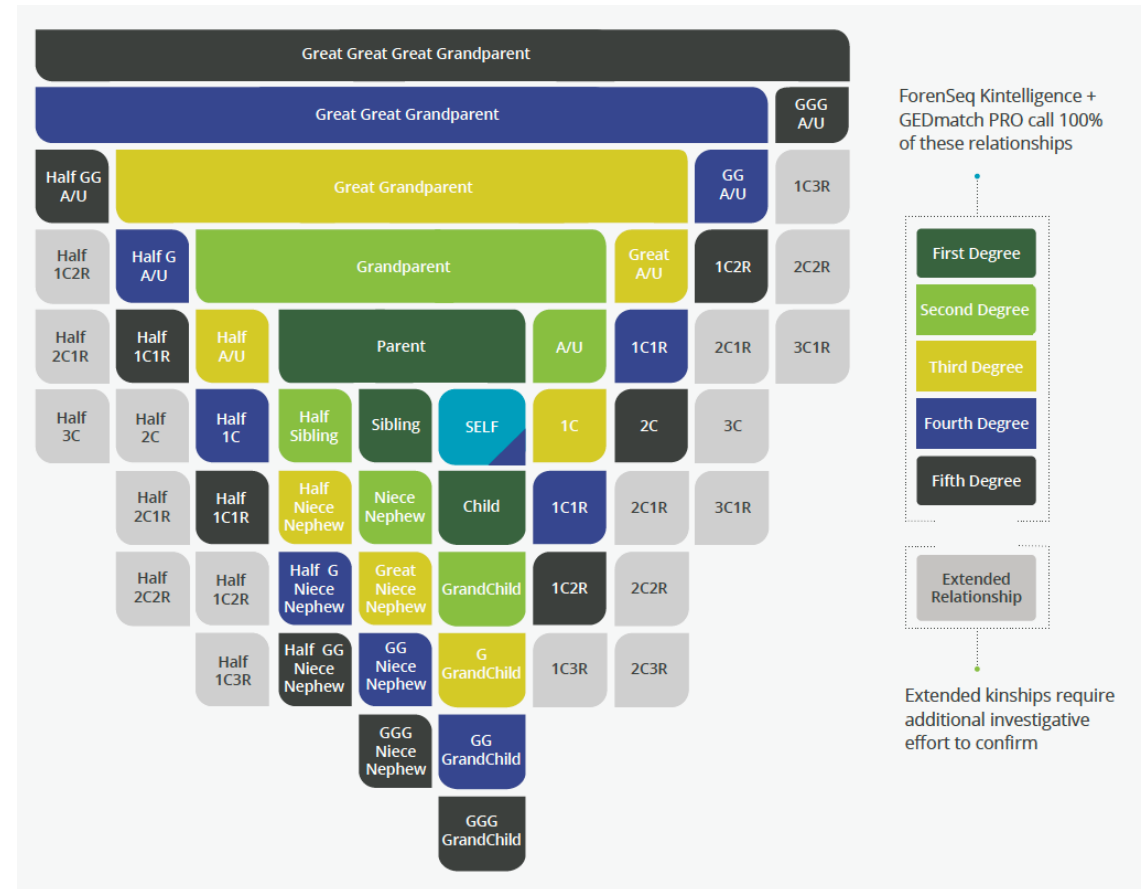 Great Great Great Grandparent
Great Great Grandparent
GGG
A/U
Half GG
A/U
Great Grandparent
GG
A/U
1C3R
Half
1C2R
Half G
A/U
Grandparent
Great
A/U
1C2R
2C2R
Half
2C1R
Half
1C1R
Half
A/U
Parent
A/U
1C1R
2C1R
3C1R
Half
3C
Half
2C
Half
1C
Half
Sibling
Sibling
SELF
1C
2C
3C
Half
2C1R
Half
1C1R
Half
Niece
Nephew
Niece
Nephew
Child
1C1R
2C1R
3C1R
Half
2C2R
Half
1C2R
Half G
Niece
Nephew
Great
Niece
Nephew
GrandChild
1C2R
2C2R
Half
1C3R
Half GG
Niece
Nephew
GG
Niece
Nephew
G
GrandChild
1C3R
2C3R
GGG
Niece
Nephew
GG
GrandChild
GGG
GrandChild
ForenSeq Kintelligence +
GEDmatch PRO call 100%
of these relationships
First Degree
Second Degree
Third Degree
Fourth Degree
Fifth Degree
Extended
Relationship
Extended kinships require
additional investigative
effort to confirm